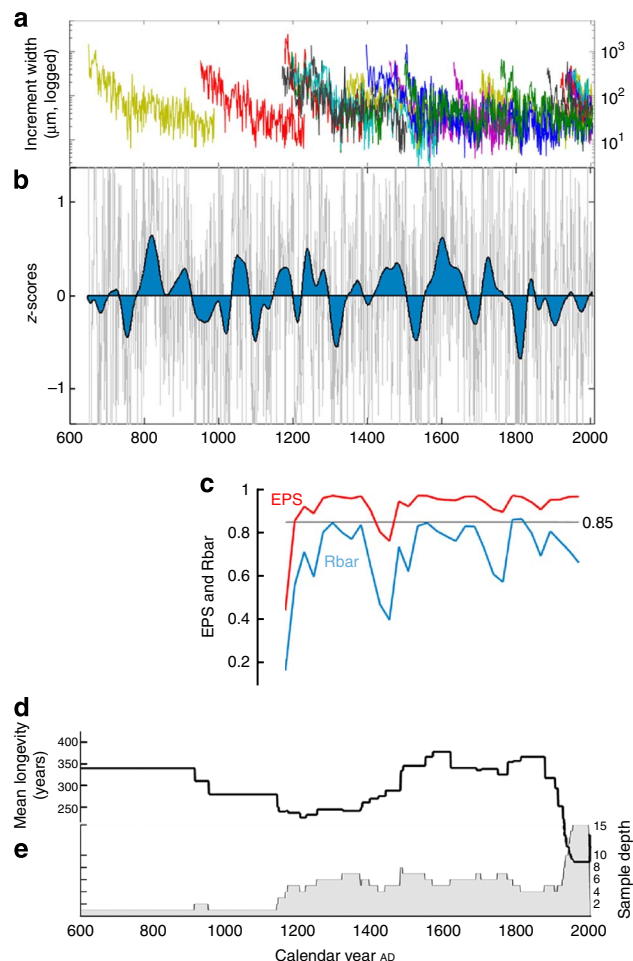 a
Increment width
(µm, logged)
10³
10²
10¹
b
z-scores
1
0
−1
600 800 1000 1200 1400 1600 1800 2000
c
EPS and Rbar
1
0.8
0.6
0.4
0.2
EPS
Rbar
0.85
d
Mean longevity
(years)
400
350
300
250
e
15
10
8
6
4
2
Sample depth
600 800 1000 1200 1400 1600 1800 2000
Calendar year AD